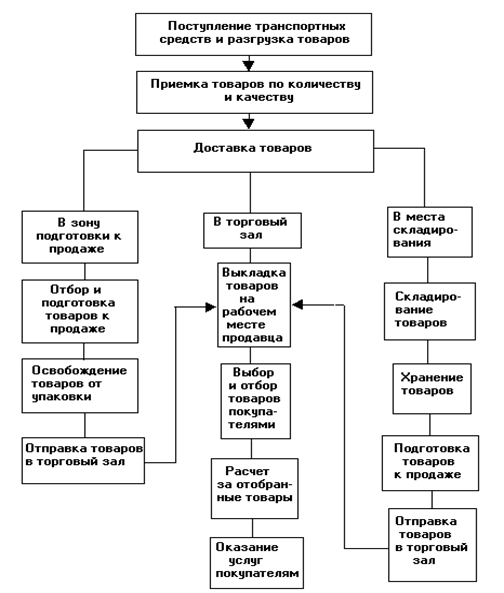 Поступление транспортных
средств и разгрузка товаров
Приемка товаров по количеству
и качеству
Доставка товаров
В зону
подготовки к
продаже
Отбор и
подготовка
товаров к
продаже
Освобождение
товаров от
упаковки
Отправка товаров
в торговый зал
В торговый
зал
Выкладка
товаров
на
рабочем
месте
продавца
Выбор
и отбор
товаров
покупа-
телями
Расчет
за отобран-
ные товары
Оказание
услуг
покупателям
В места
складиро-
вания
Складиро-
вание
товаров
Хранение
товаров
Подготовка
товаров
к продаже
Отправка
товаров
в торговый
зал